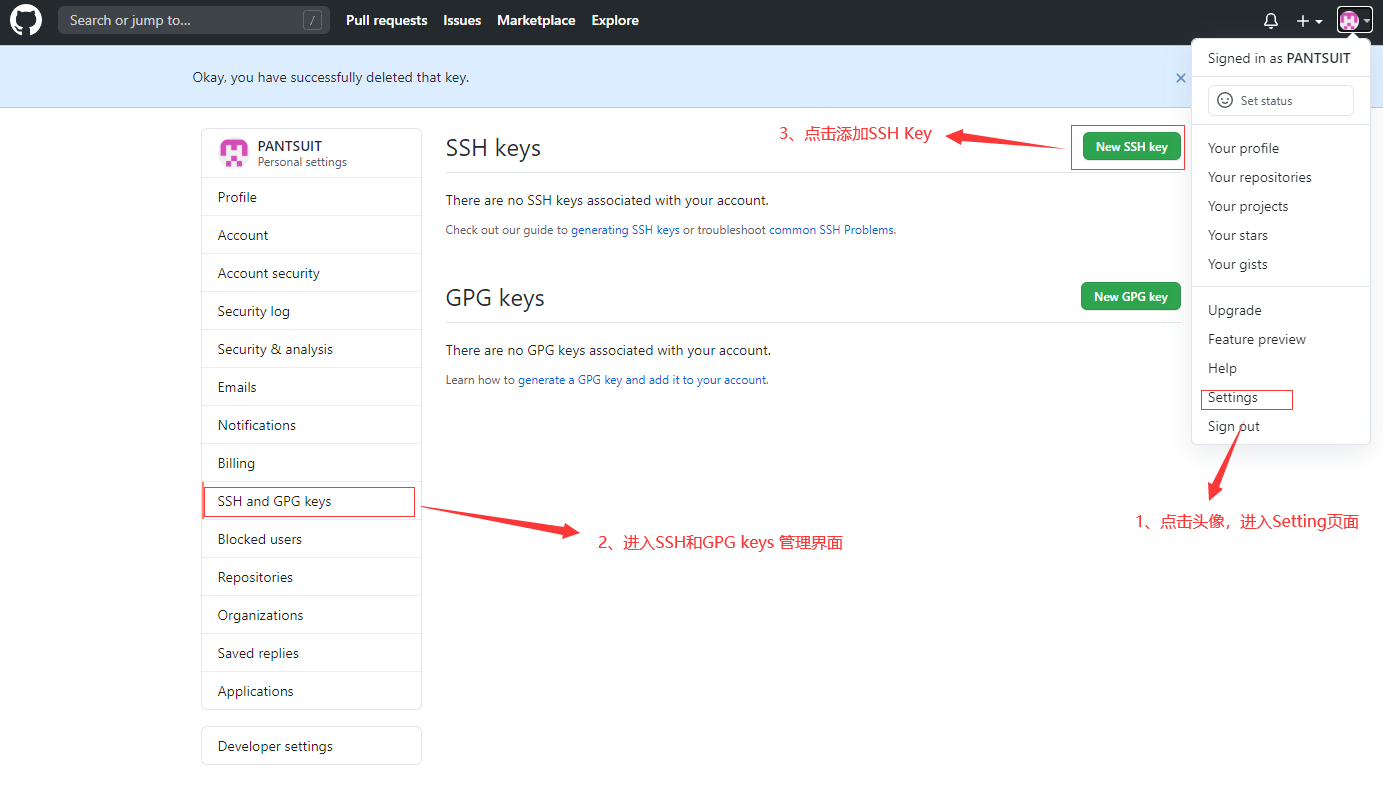 Search or jump to...
/
Pull requests
Issues
Marketplace
Explore
Okay, you have successfully deleted that key.
Signed in as PANTSUIT
Set status
Your profile
Your repositories
Your projects
Your stars
Your gists
Upgrade
Feature preview
Help
Settings
Sign out
1、点击头像，进入Setting页面
PANTSUIT
Personal settings
Profile
Account
Account security
Security log
Security & analysis
Emails
Notifications
Billing
SSH and GPG keys
Blocked users
Repositories
Organizations
Saved replies
Applications
Developer settings
2、进入SSH和GPG keys 管理界面
SSH keys
3、点击添加SSH Key
New SSH key
There are no SSH keys associated with your account.
Check out our guide to generating SSH keys or troubleshoot common SSH Problems.
GPG keys
New GPG key
There are no GPG keys associated with your account.
Learn how to generate a GPG key and add it to your account.